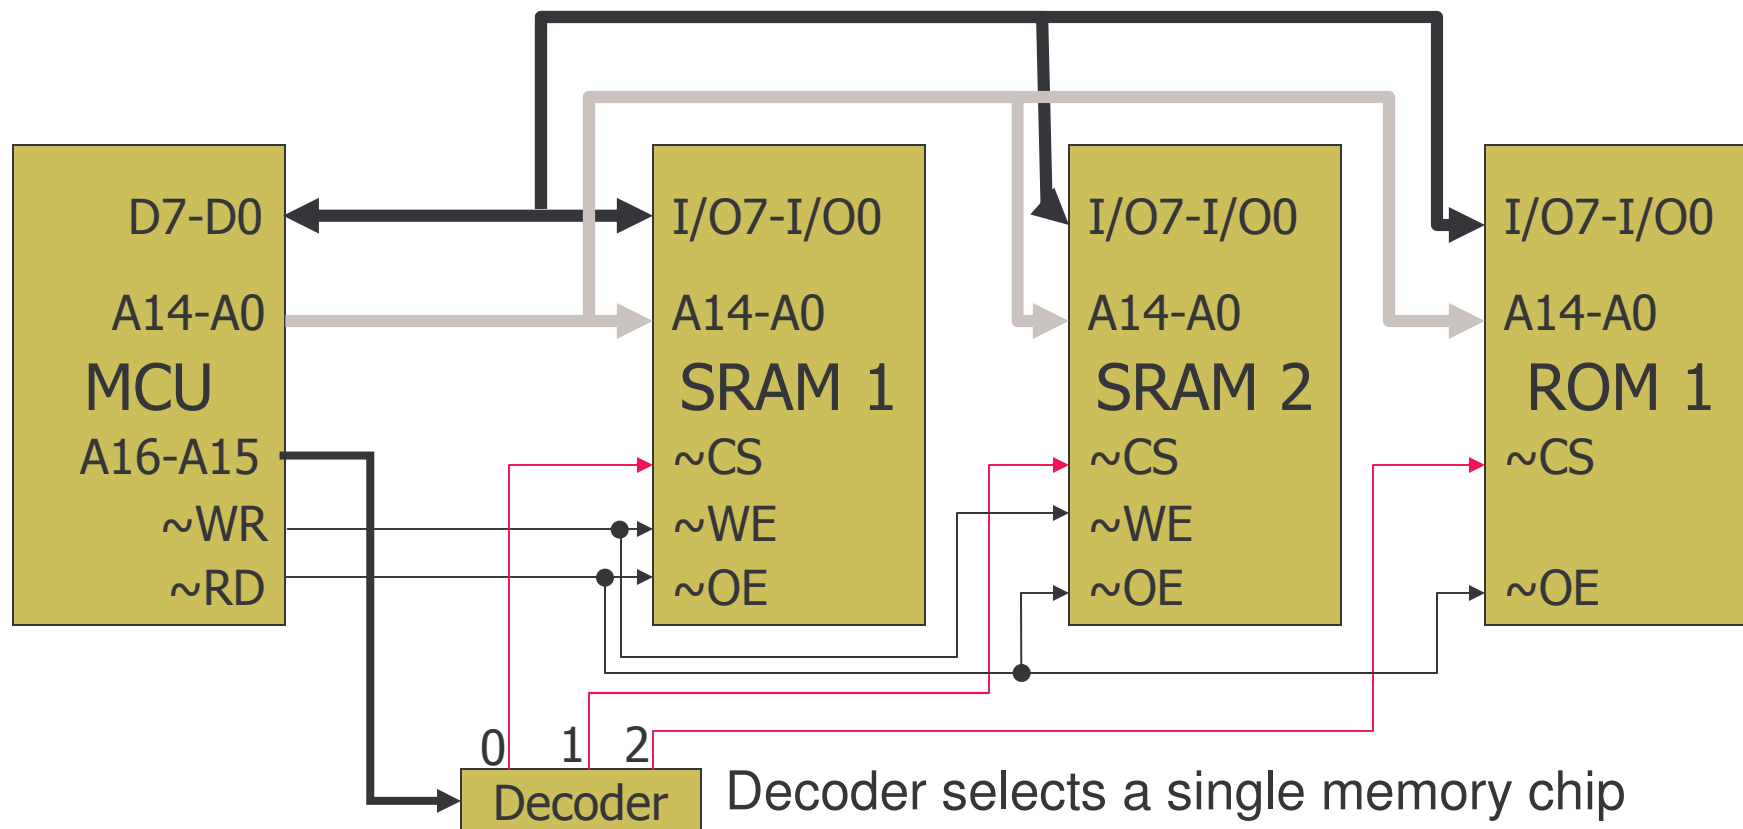 D7-D0
A14-A0
MCU
A16-A15
~WR
~RD
I/O7-I/O0
A14-A0
SRAM 1
~CS
~WE
~OE
I/O7-I/O0
A14-A0
SRAM 2
~CS
~WE
~OE
I/O7-I/O0
A14-A0
ROM 1
~CS
~OE
0 1 2
Decoder
Decoder selects a single memory chip